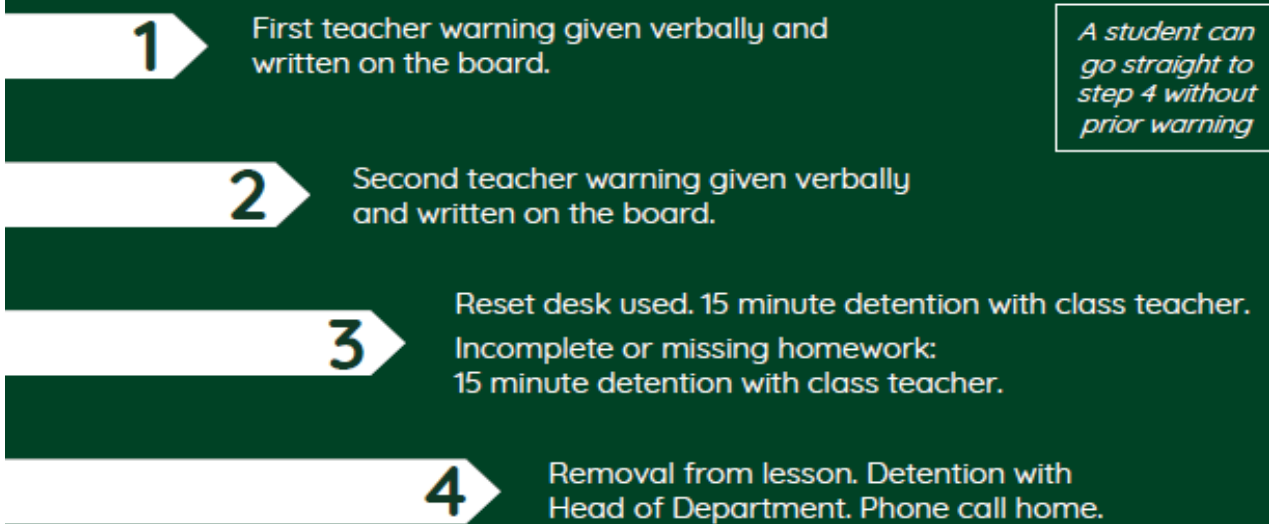 1
First teacher warning given verbally and
written on the board.
A student can
go straight to
step 4 without
prior warning
2
Second teacher warning given verbally
and written on the board.
3
Reset desk used. 15 minute detention with class teacher.
Incomplete or missing homework:
15 minute detention with class teacher.
4
Removal from lesson. Detention with
Head of Department. Phone call home.